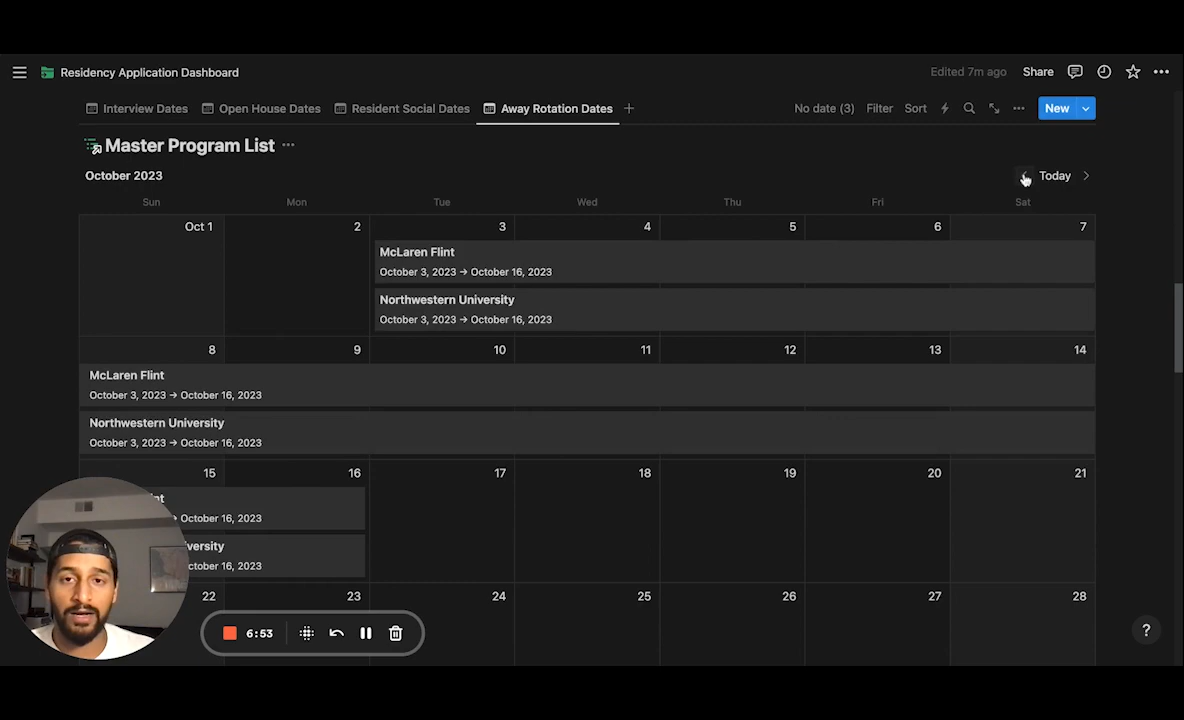 Residency Application Dashboard
Edited 7m ago Share
Interview Dates Open House Dates Resident Social Dates Away Rotation Dates No date (3) Filter Sort New
Master Program List
October 2023 Today
Sun Mon Tue Wed Thu Fri Sat
Oct 1 2 3 4 5 6 7
McLaren Flint
October 3, 2023 → October 16, 2023
Northwestern University
October 3, 2023 → October 16, 2023
8 9 10 11 12 13 14
McLaren Flint
October 3, 2023 → October 16, 2023
Northwestern University
October 3, 2023 → October 16, 2023
15 16 17 18 19 20 21
October 16, 2023
22 23 24 25 26 27 28
6:53
?